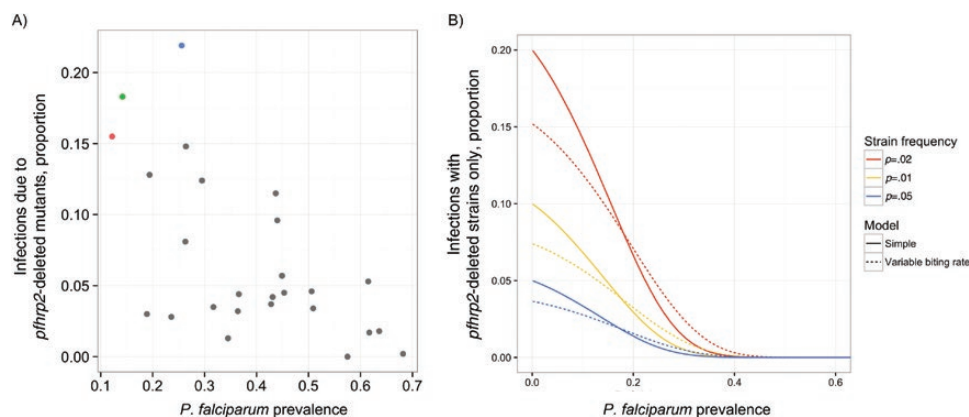 A)
Infections due to
pfhrp2-deleted mutants, proportion
0.20
0.15
0.10
0.05
0.00
0.1 0.2 0.3 0.4 0.5 0.6 0.7
P. falciparum prevalence
B)
Infections with
pfhrp2-deleted strains only, proportion
0.20
0.15
0.10
0.05
0.00
0.0 0.2 0.4 0.6
P. falciparum prevalence
Strain frequency
p=.02
p=.01
p=.05
Model
Simple
Variable biting rate